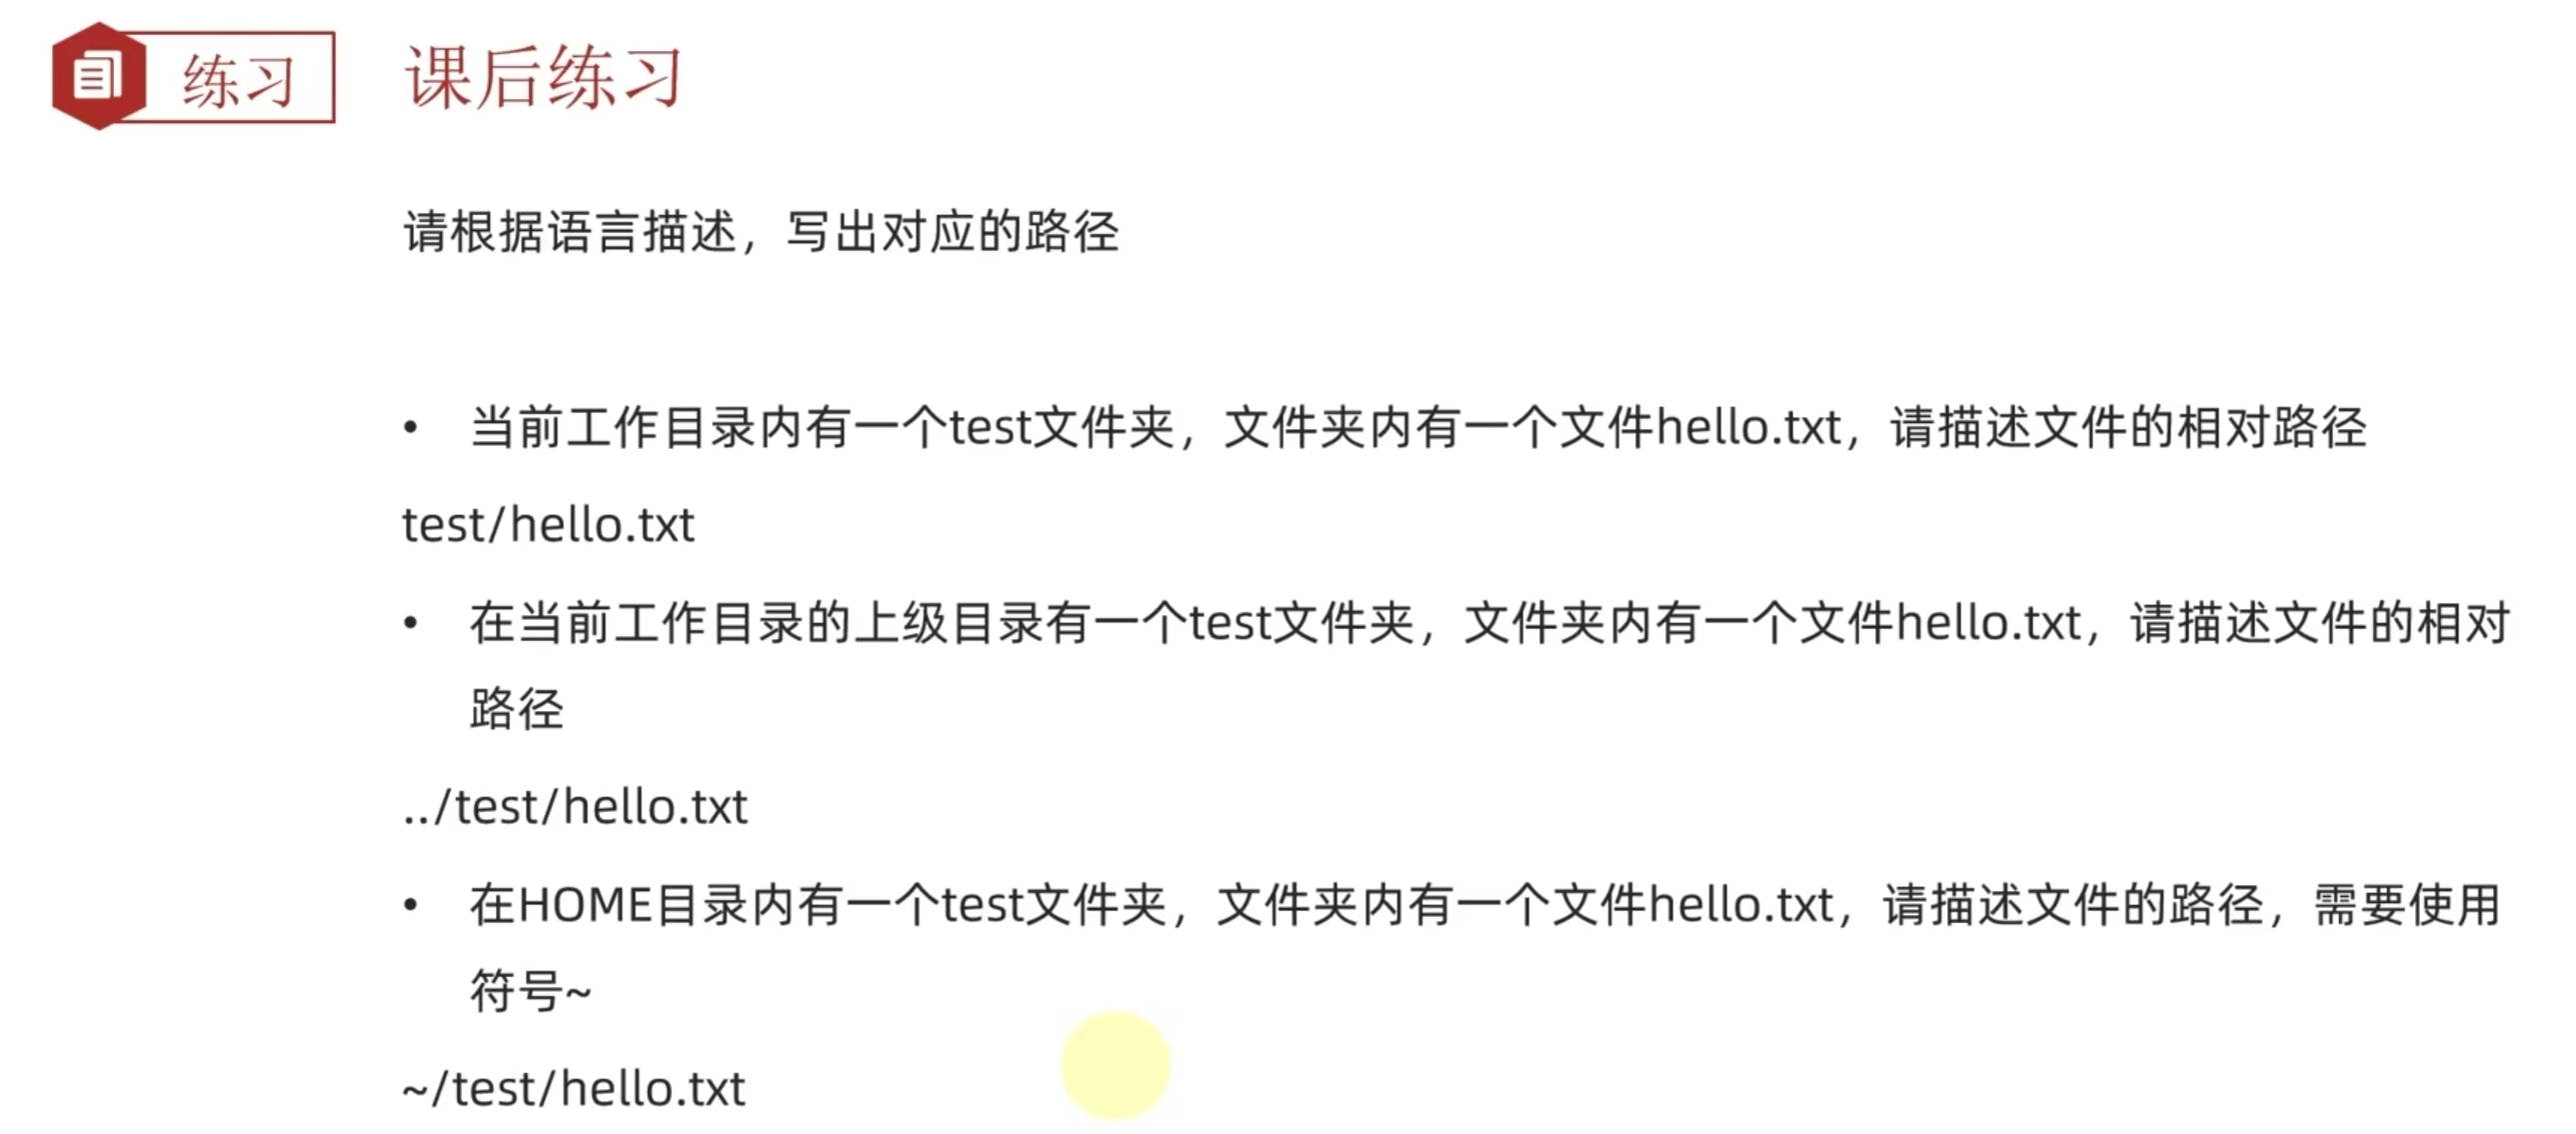 练习
课后练习
请根据语言描述，写出对应的路径
• 当前工作目录内有一个test文件夹，文件夹内有一个文件hello.txt，请描述文件的相对路径
test/hello.txt
• 在当前工作目录的上级目录有一个test文件夹，文件夹内有一个文件hello.txt，请描述文件的相对
路径
../test/hello.txt
• 在HOME目录内有一个test文件夹，文件夹内有一个文件hello.txt，请描述文件的路径，需要使用
符号~
~/test/hello.txt